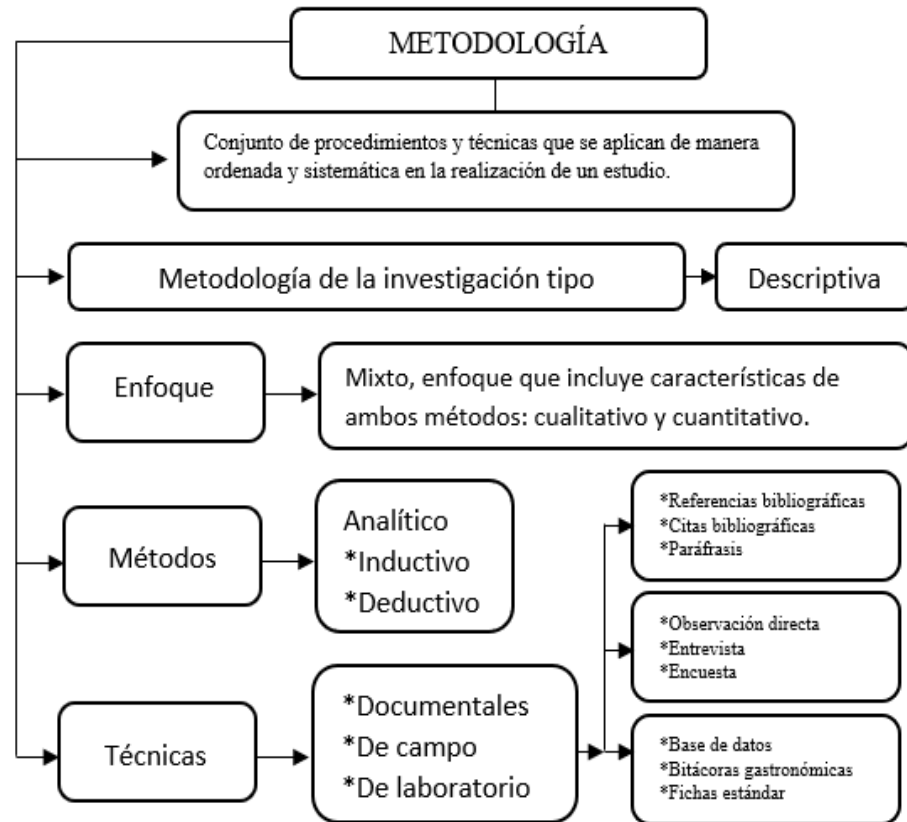 METODOLOGÍA
Conjunto de procedimientos y técnicas que se aplican de manera
ordenada y sistemática en la realización de un estudio.
Metodología de la investigación tipo
Descriptiva
Enfoque
Mixto, enfoque que incluye características de
ambos métodos: cualitativo y cuantitativo.
Métodos
Analítico
*Inductivo
*Deductivo
Técnicas
*Documentales
*De campo
*De laboratorio
*Referencias bibliográficas
*Citas bibliográficas
*Paráfrasis
*Observación directa
*Entrevista
*Encuesta
*Base de datos
*Bitácoras gastronómicas
*Fichas estándar